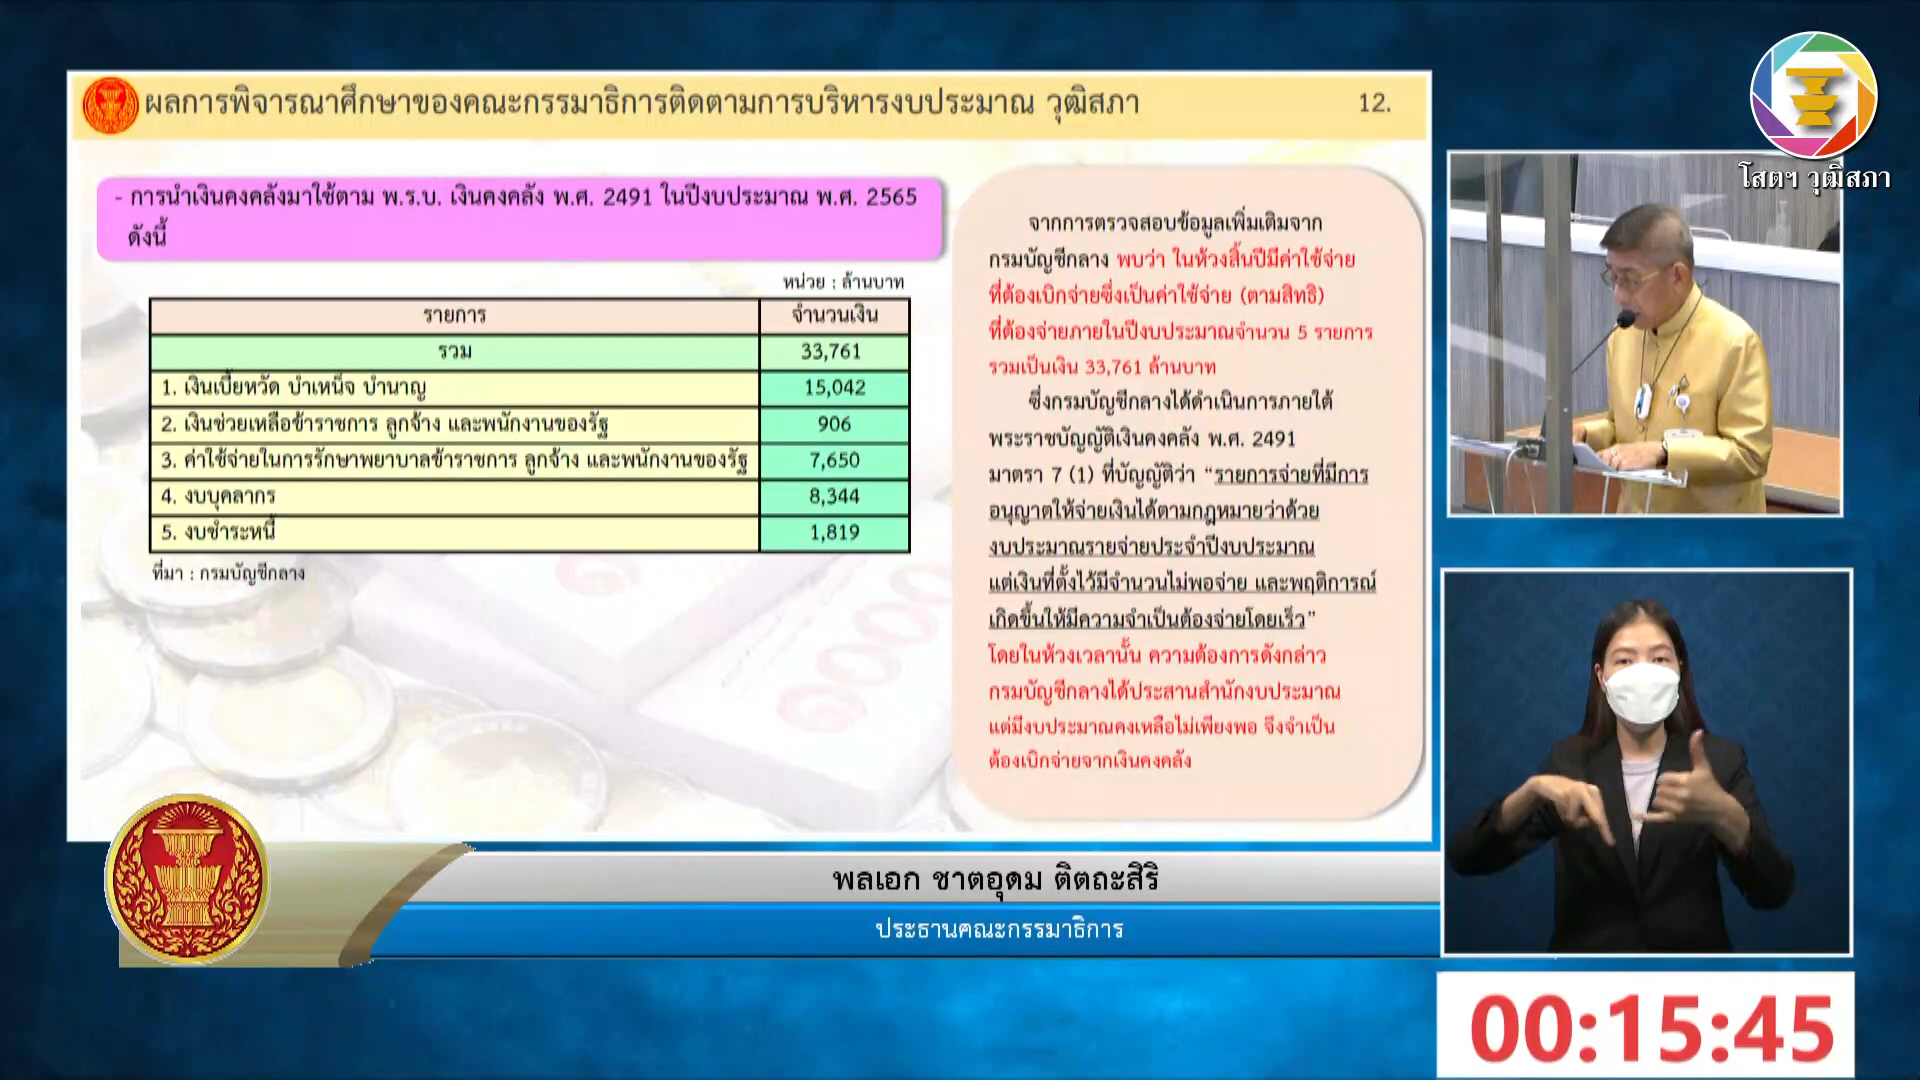 ผลการพิจารณาศึกษาของคณะกรรมาธิการติดตามการบริหารงบประมาณ วุฒิสภา
12.
- การนำเงินคงคลังมาใช้ตาม พ.ร.บ. เงินคงคลัง พ.ศ. 2491 ในปีงบประมาณ พ.ศ. 2565
ดังนี้
หน่วย : ล้านบาท
รายการ จำนวนเงิน
รวม 33,761
1. เงินเบี้ยหวัด บำเหน็จ บำนาญ 15,042
2. เงินช่วยเหลือข้าราชการ ลูกจ้าง และพนักงานของรัฐ 906
3. ค่าใช้จ่ายในการรักษาพยาบาลข้าราชการ ลูกจ้าง และพนักงานของรัฐ 7,650
4. งบบุคลากร 8,344
5. งบชำระหนี้ 1,819
ที่มา : กรมบัญชีกลาง
จากการตรวจสอบข้อมูลเพิ่มเติมจาก
กรมบัญชีกลาง พบว่า ในห้วงสิ้นปีมีค่าใช้จ่าย
ที่ต้องเบิกจ่ายซึ่งเป็นค่าใช้จ่าย (ตามสิทธิ)
ที่ต้องจ่ายภายในปีงบประมาณจำนวน 5 รายการ
รวมเป็นเงิน 33,761 ล้านบาท
ซึ่งกรมบัญชีกลางได้ดำเนินการภายใต้
พระราชบัญญัติเงินคงคลัง พ.ศ. 2491
มาตรา 7 (1) ที่บัญญัติว่า “รายการจ่ายที่มีการ
อนุญาตให้จ่ายเงินได้ตามกฎหมายว่าด้วย
งบประมาณรายจ่ายประจำปีงบประมาณ
แต่เงินที่ตั้งไว้มีจำนวนไม่พอจ่าย และพฤติการณ์
เกิดขึ้นให้มีความจำเป็นต้องจ่ายโดยเร็ว”
โดยในห้วงเวลานั้น ความต้องการดังกล่าว
กรมบัญชีกลางได้ประสานสำนักงบประมาณ
แต่มีงบประมาณคงเหลือไม่เพียงพอ จึงจำเป็น
ต้องเบิกจ่ายจากเงินคงคลัง
โสตฯ วุฒิสภา
พลเอก ชาตอุดม ติตถะสิริ
ประธานคณะกรรมาธิการ
00:15:45